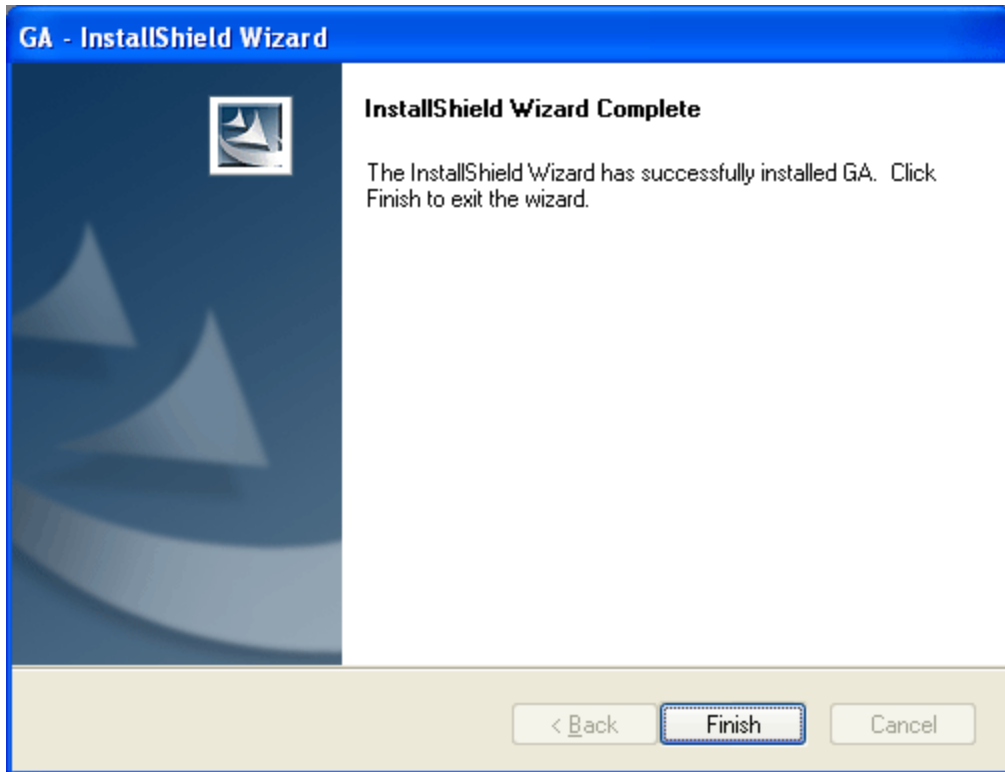 GA - InstallShield Wizard
InstallShield Wizard Complete
The InstallShield Wizard has successfully installed GA.  Click
Finish to exit the wizard.
< Back
Finish
Cancel